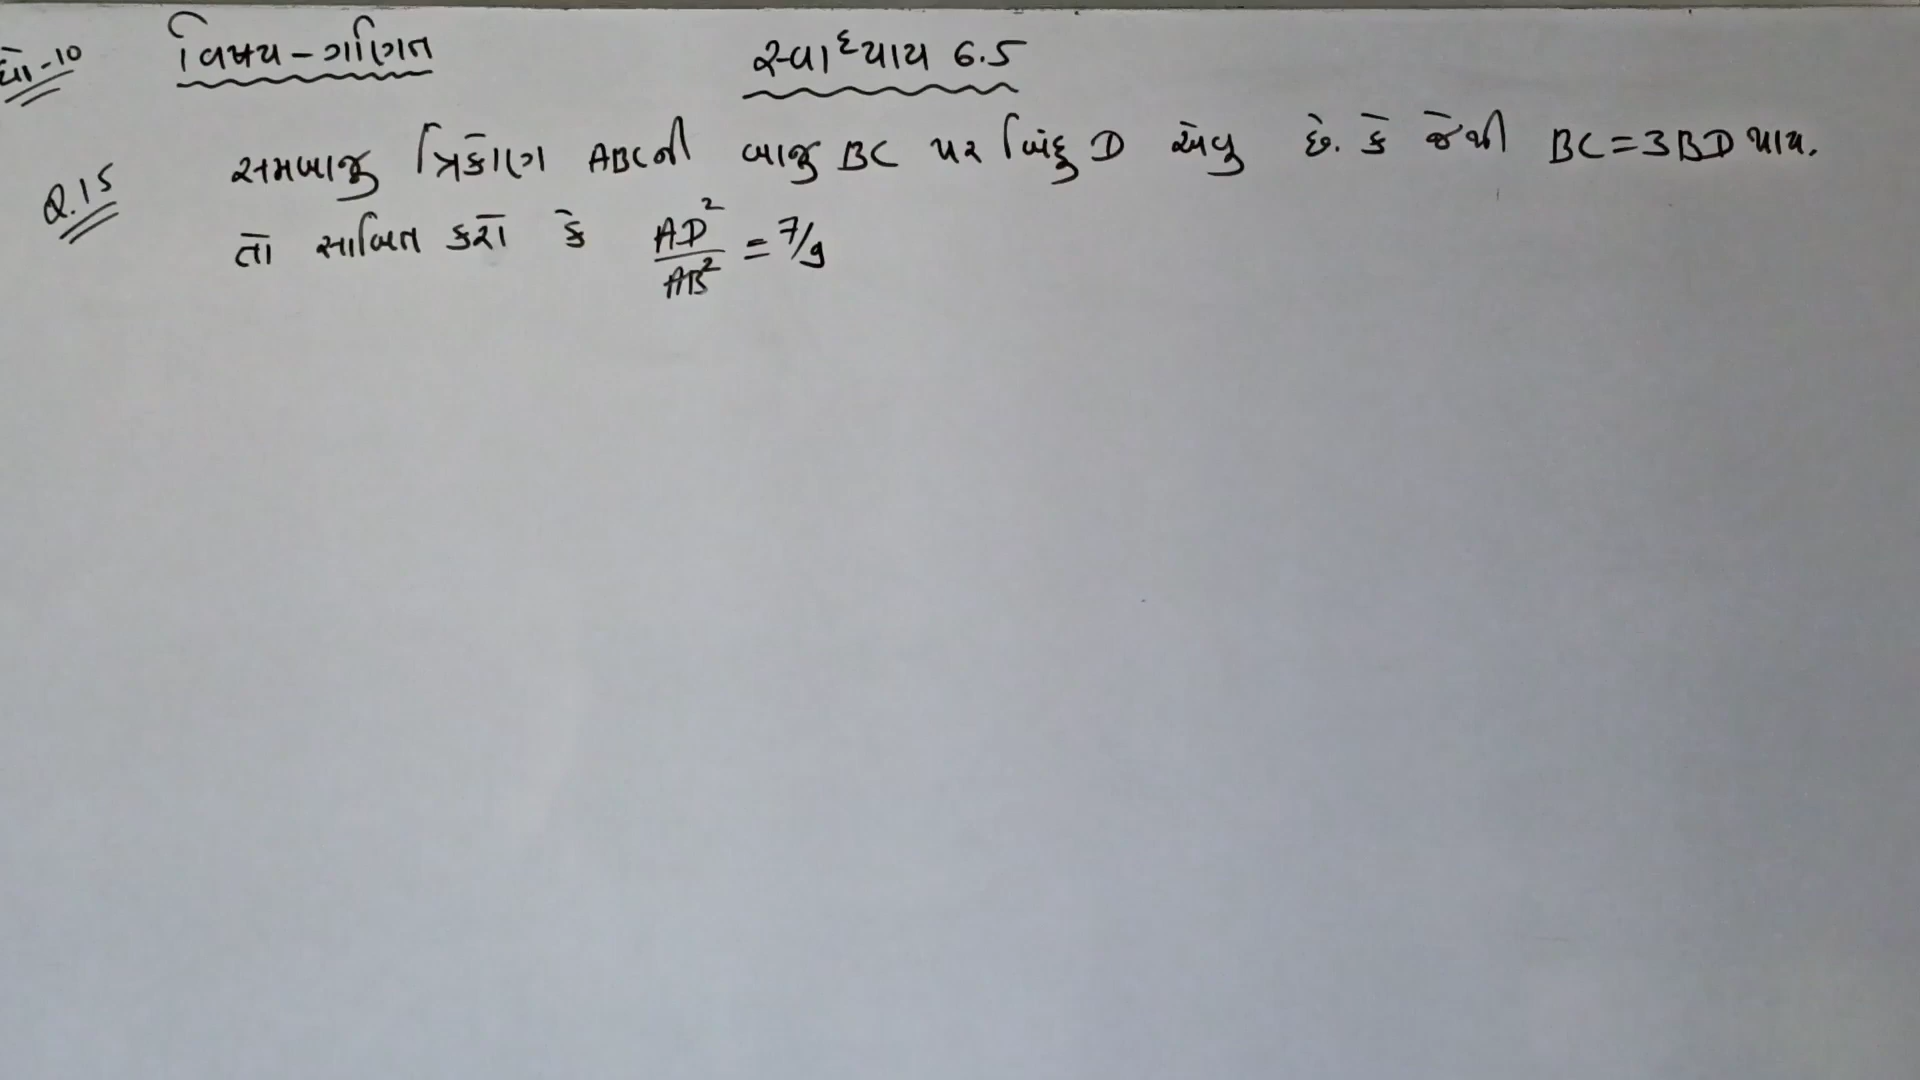 ધો-10 વિષય-ગણિત સ્વાધ્યાય 6.5
Q.15 સમબાજુ ત્રિકોણ ABCની બાજુ BC પર બિંદુ D એવુ છે. કે જેથી BC=3BD થાય.
તો સાબિત કરો કે AD²/AB² = 7/9